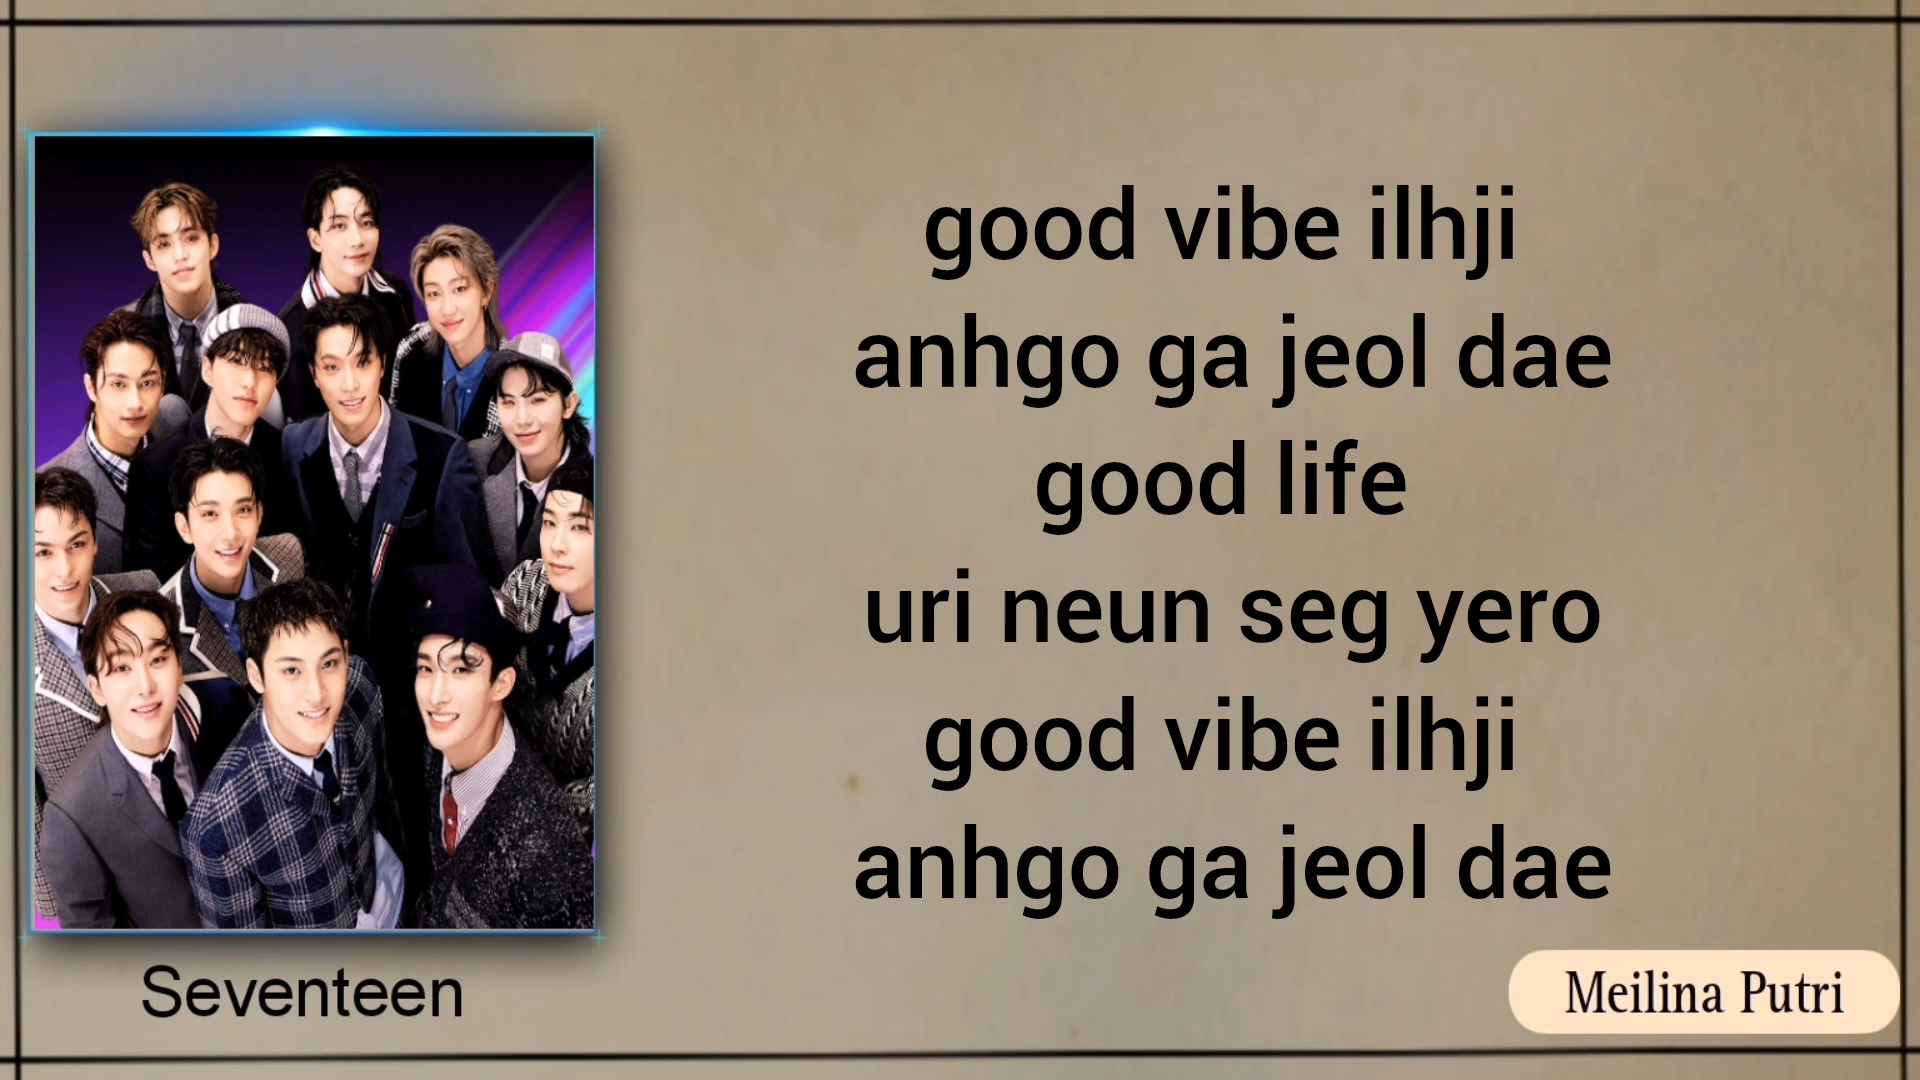 good vibe ilhji
anhgo ga jeol dae
good life
uri neun seg yero
good vibe ilhji
anhgo ga jeol dae
Seventeen
Meilina Putri